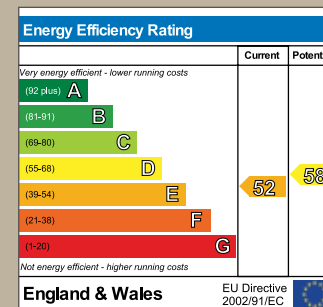 Energy Efficiency Rating
Current Potent
Very energy efficient - lower running costs
(92 plus) A
(81-91) B
(69-80) C
(55-68) D
(39-54) E
(21-38) F
(1-20) G
52
58
Not energy efficient - higher running costs
England & Wales
EU Directive
2002/91/EC